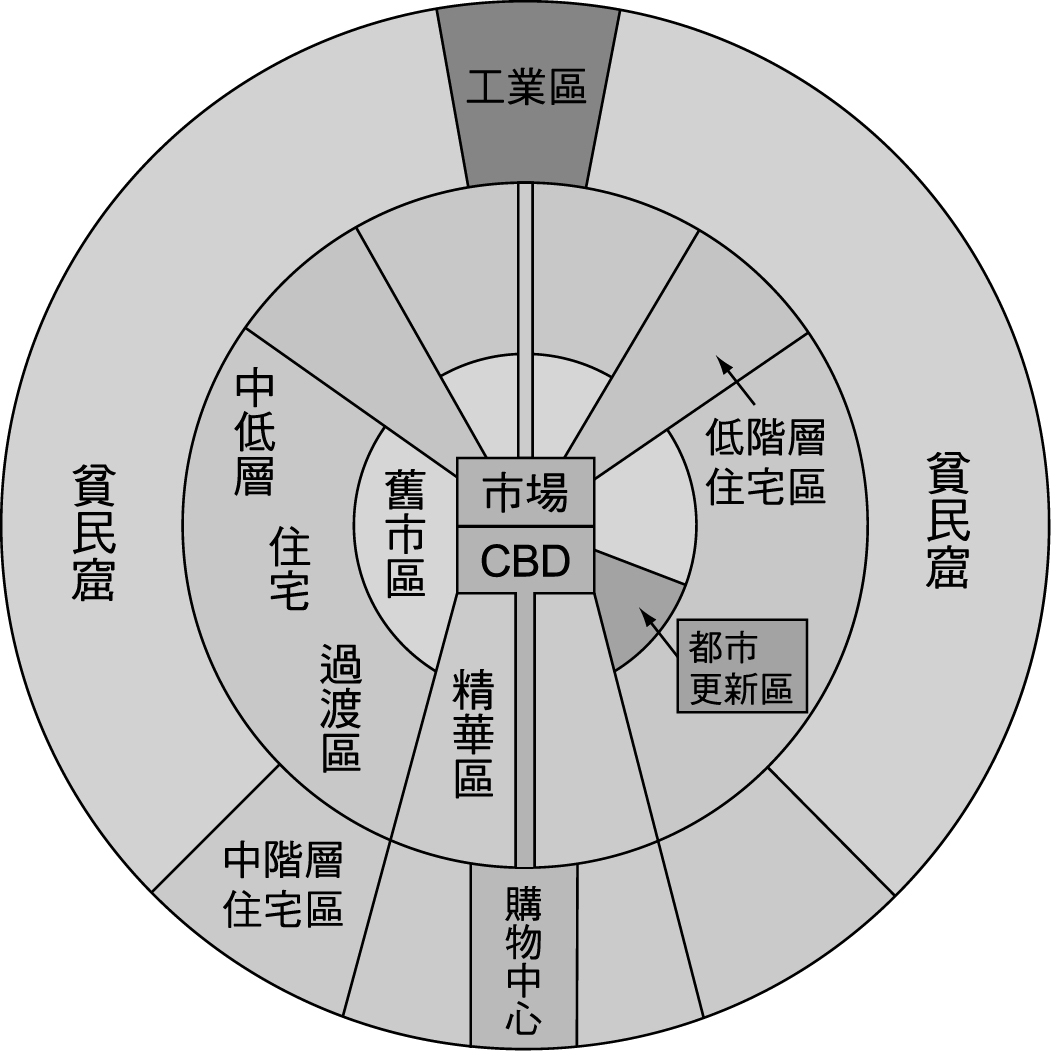 工業區
中低層
住宅
過渡區
貧民窟
舊市區
市場
CBD
低階層
住宅區
貧民窟
都市
更新區
精華區
中階層
住宅區
購物中心